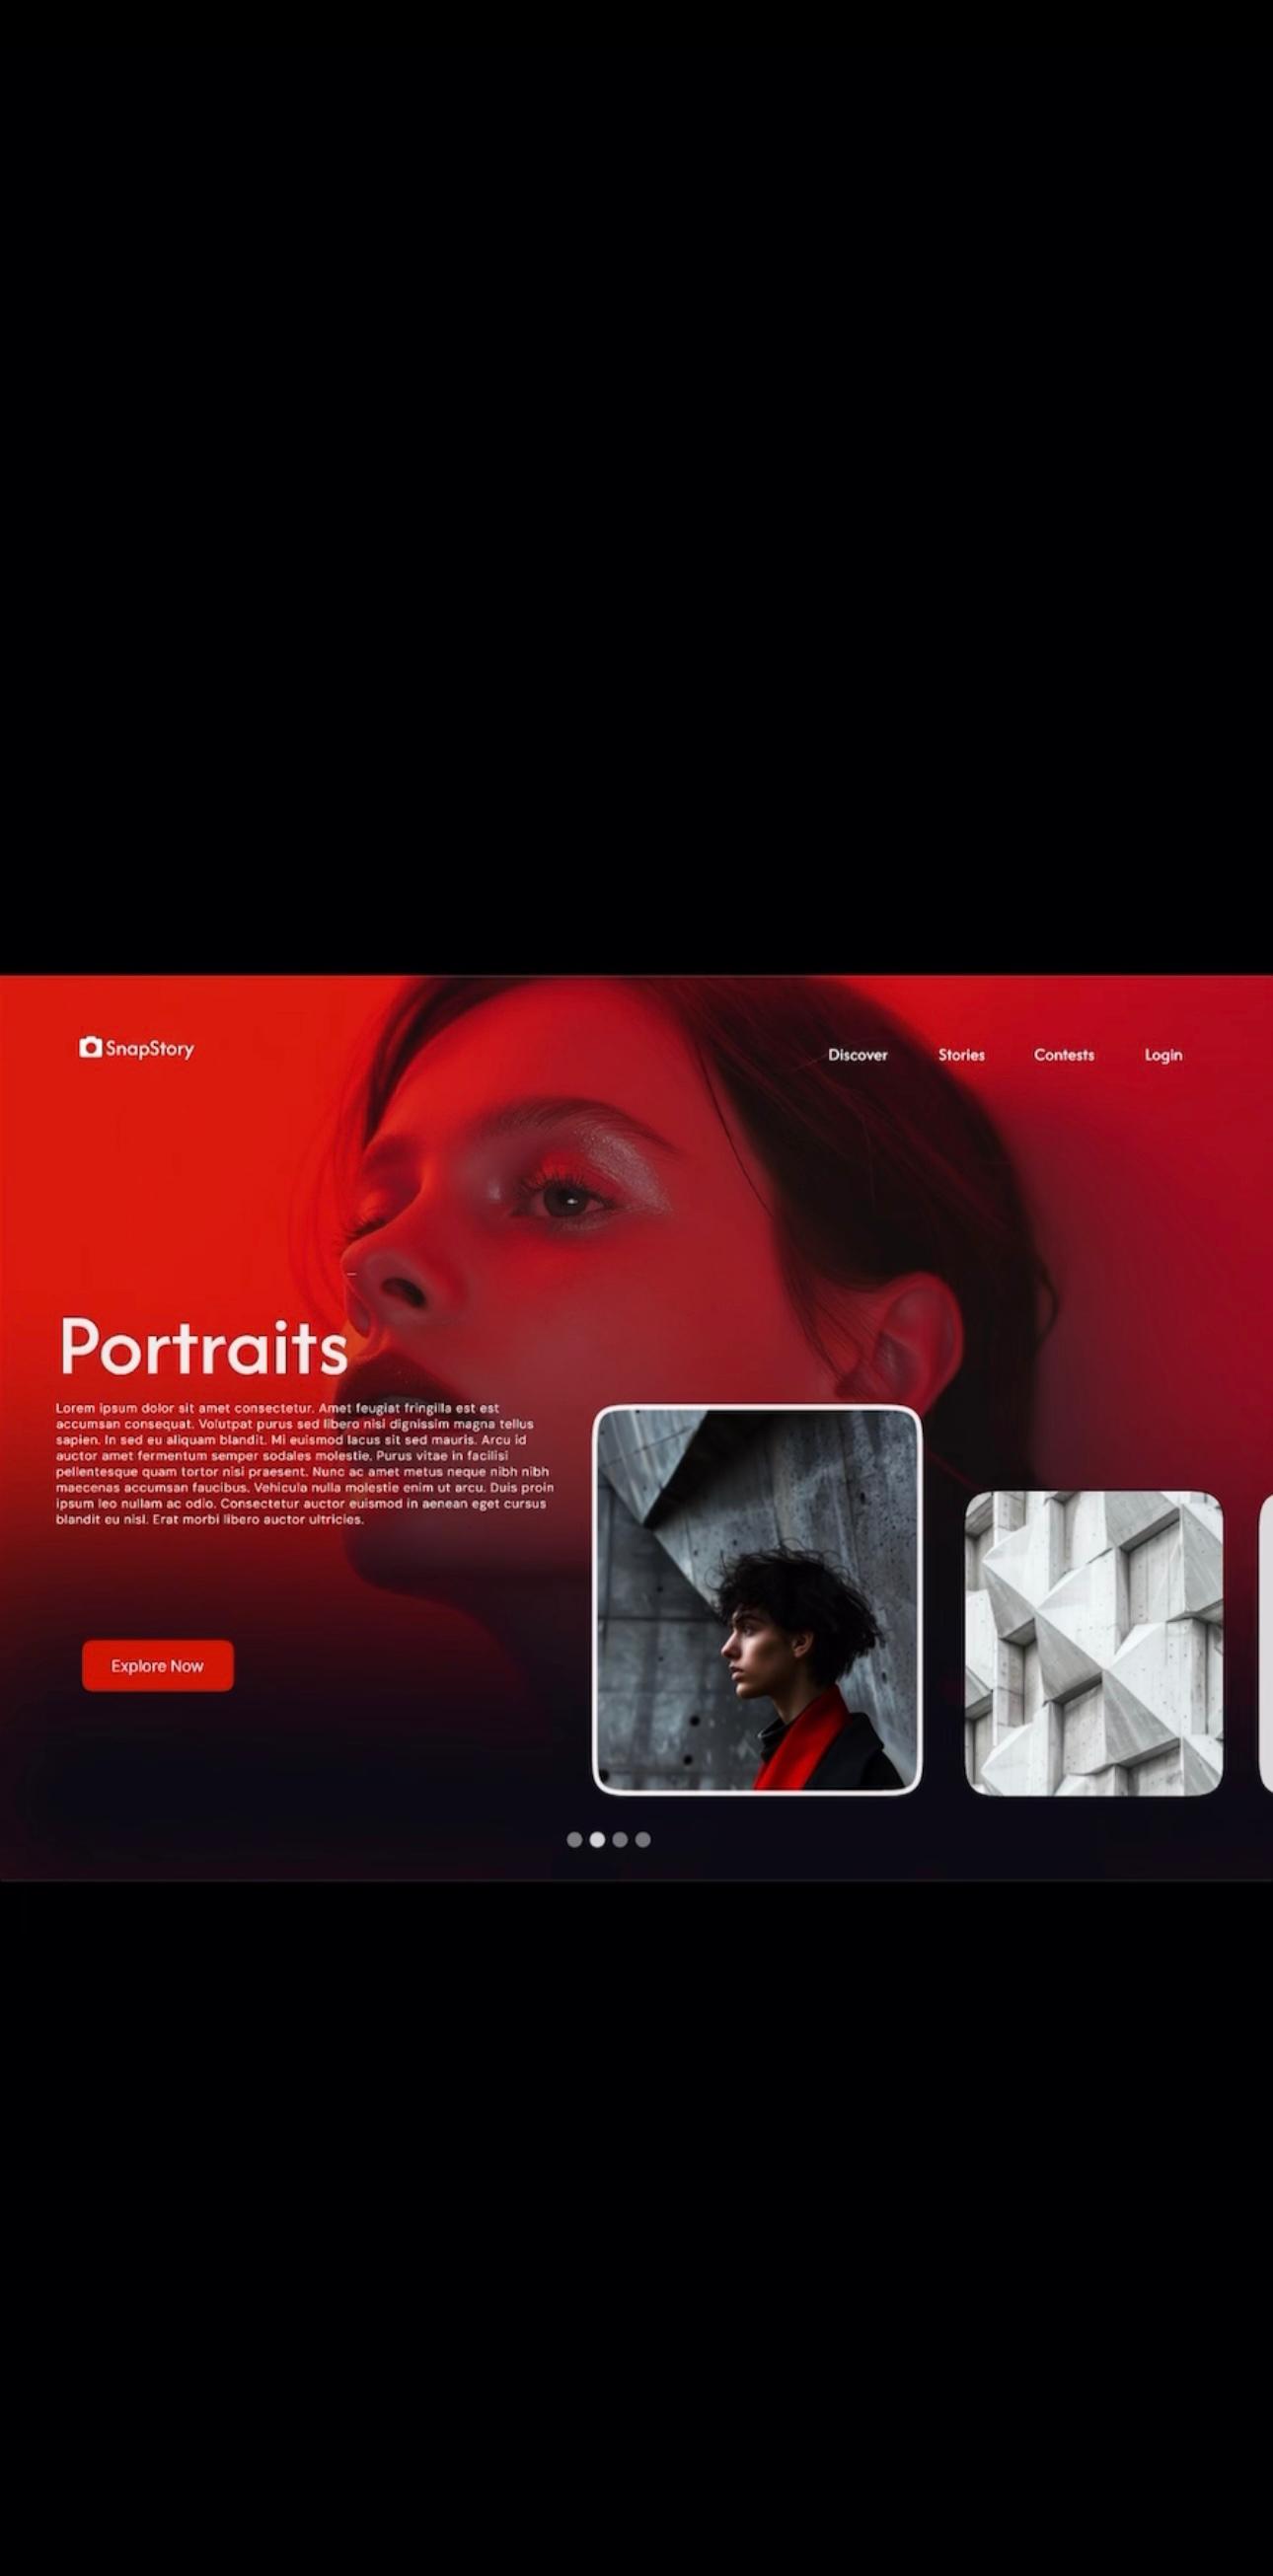 SnapStory
Discover
Stories
Contests
Login
Portraits
Lorem ipsum dolor sit amet consectetur. Amet feugiat fringilla est est
accumsan consequat. Volutpat purus sed libero nisl dignissim magna tellus
sapien. In sed eu aliquam blandit. Mi euismod lacus sit sed mauris. Arcu id
auctor amet fermentum semper sodales molestie. Purus vitae in facilisi
pellentesque quam tortor nisi praesent. Nunc ac amet metus neque nibh nibh
maecenas accumsan faucibus. Vehicula nulla molestie enim ut arcu. Duis proin
ipsum leo nullam ac odio. Consectetur auctor euismod in aenean eget cursus
blandit eu nisl. Erat morbi libero auctor ultricies.
Explore Now